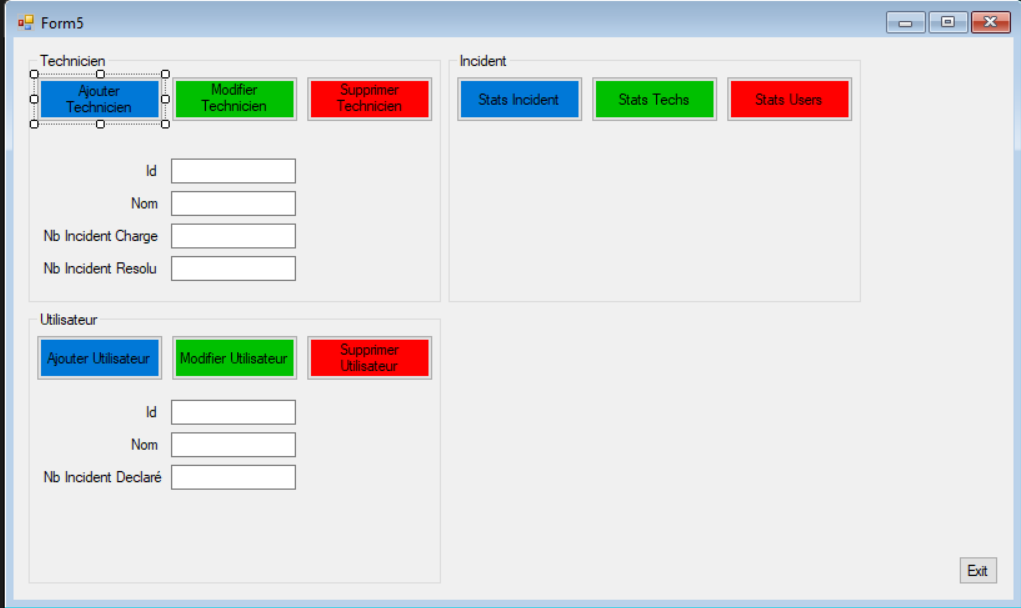 Form5
Technicien
Ajouter
Technicien
Modifier
Technicien
Supprimer
Technicien
Id
Nom
Nb Incident Charge
Nb Incident Resolu
Incident
Stats Incident
Stats Techs
Stats Users
Utilisateur
Ajouter Utilisateur
Modifier Utilisateur
Supprimer
Utilisateur
Id
Nom
Nb Incident Declaré
Exit